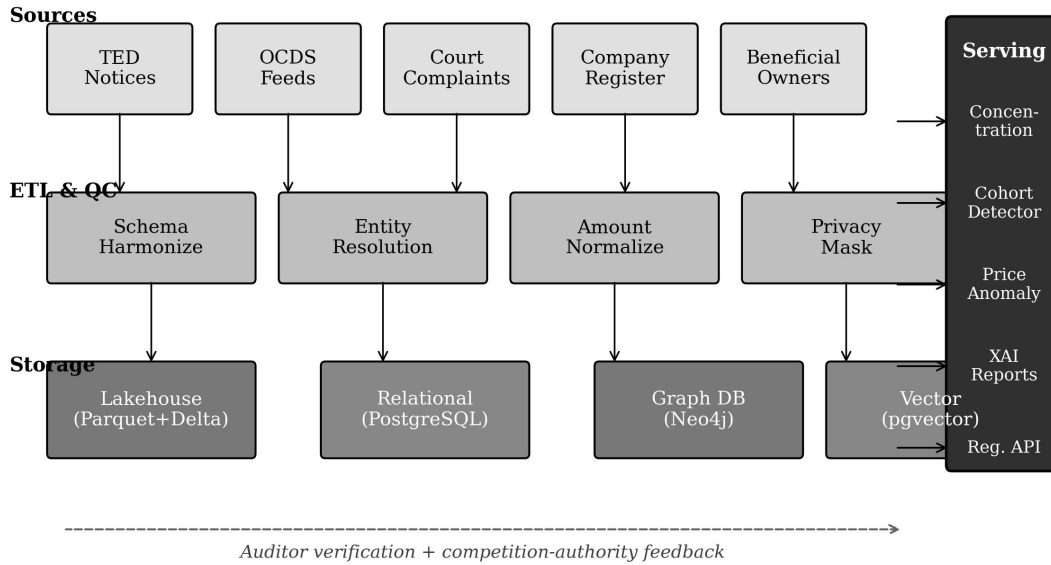 Sources
TED
Notices
OCDS
Feeds
Court
Complaints
Company
Register
Beneficial
Owners
ETL & QC
Schema
Harmonize
Entity
Resolution
Amount
Normalize
Privacy
Mask
Storage
Lakehouse
(Parquet+Delta)
Relational
(PostgreSQL)
Graph DB
(Neo4j)
Vector
(pgvector)
Serving
Concen-
tration
Cohort
Detector
Price
Anomaly
XAI
Reports
Reg. API
Auditor verification + competition-authority feedback